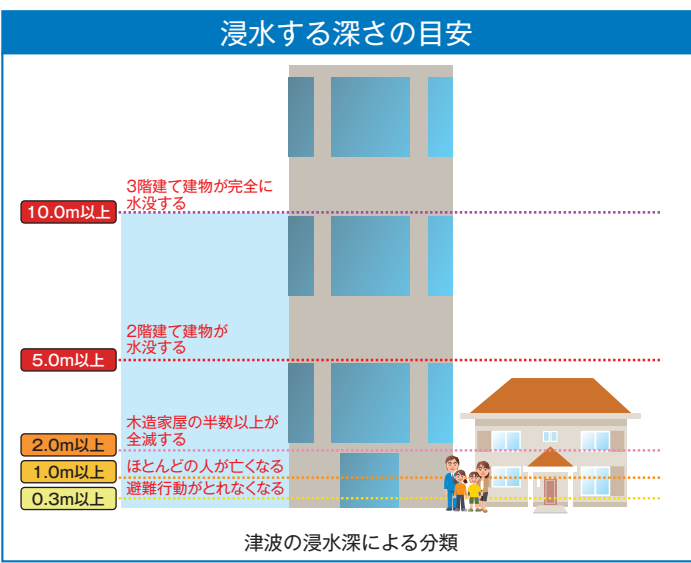 浸水する深さの目安
3階建て建物が完全に
水没する
10.0m以上
2階建て建物が
水没する
5.0m以上
木造家屋の半数以上が
全滅する
2.0m以上
ほとんどの人が亡くなる
1.0m以上
避難行動がとれなくなる
0.3m以上
津波の浸水深による分類